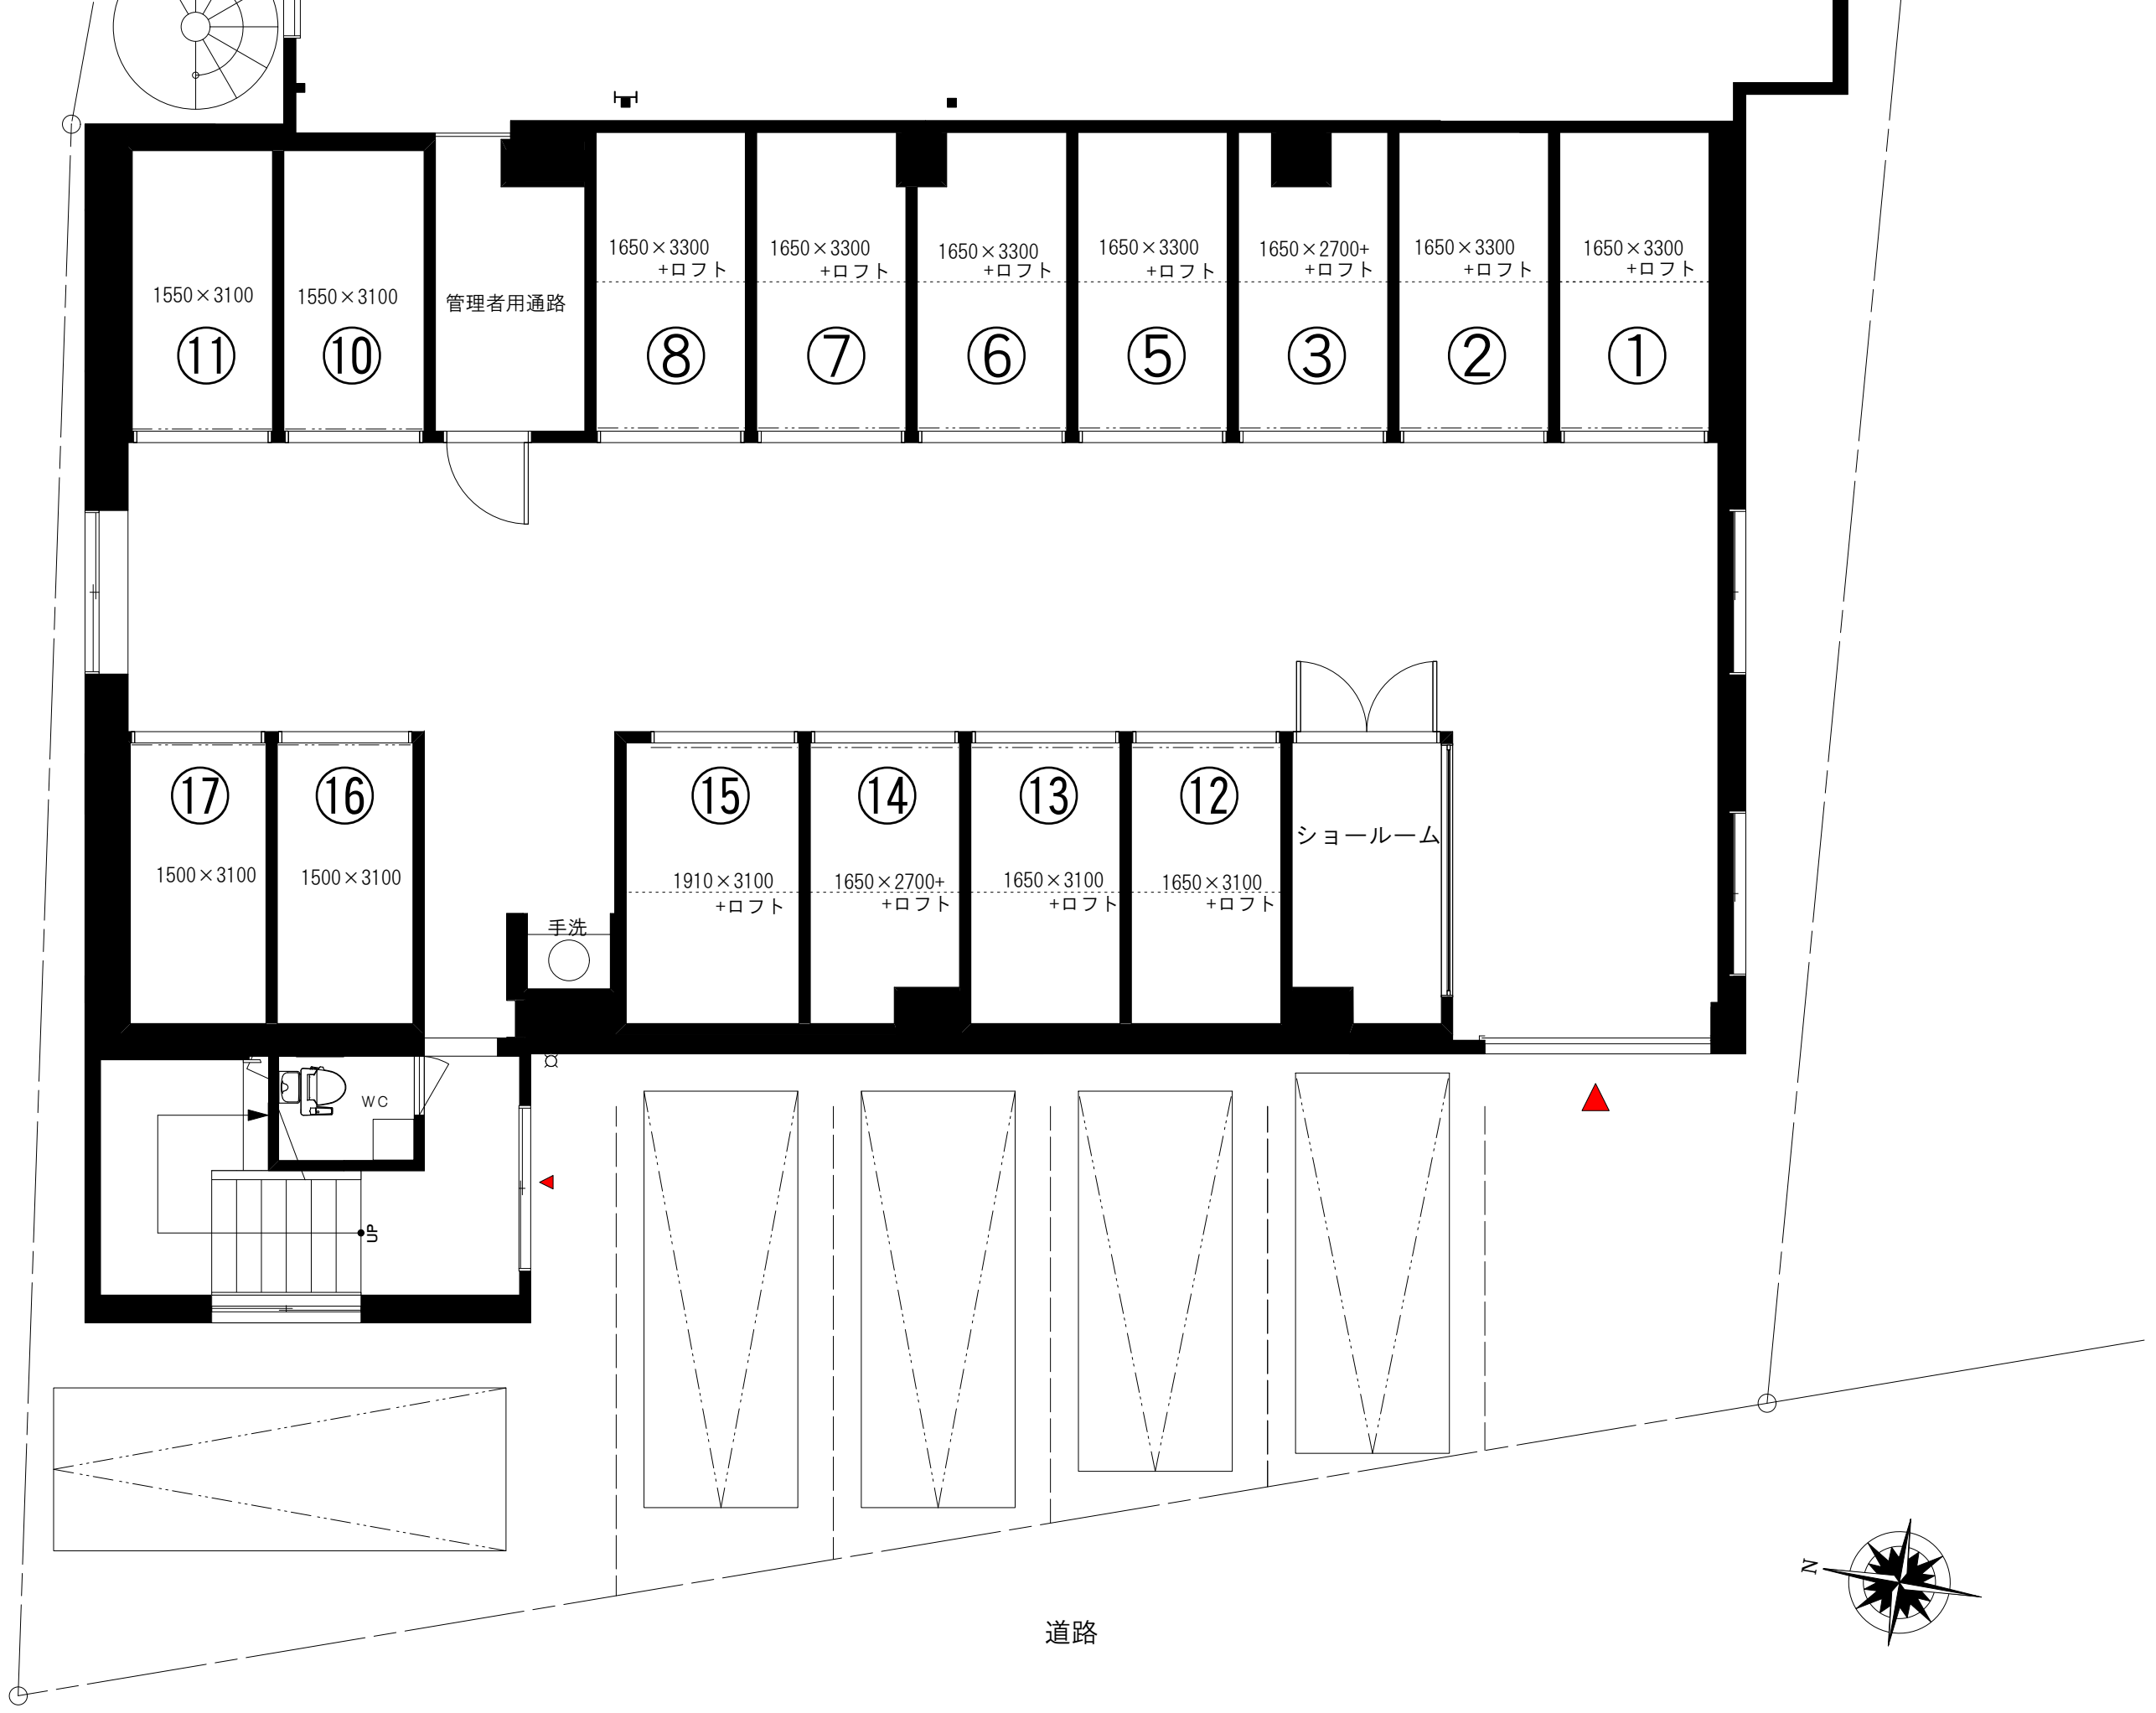 1650×3300
+ロフト
1650×3300
+ロフト
1650×3300
+ロフト
1650×3300
+ロフト
1650×2700+
+ロフト
1650×3300
+ロフト
1650×3300
+ロフト
1550×3100
1550×3100
管理者用通路
⑪
⑩
⑧
⑦
⑥
⑤
③
②
①
⑰
⑯
⑮
⑭
⑬
⑫
ショールーム
1500×3100
1500×3100
1910×3100
+ロフト
1650×2700+
+ロフト
1650×3100
+ロフト
1650×3100
+ロフト
手洗
WC
UP
N
道路